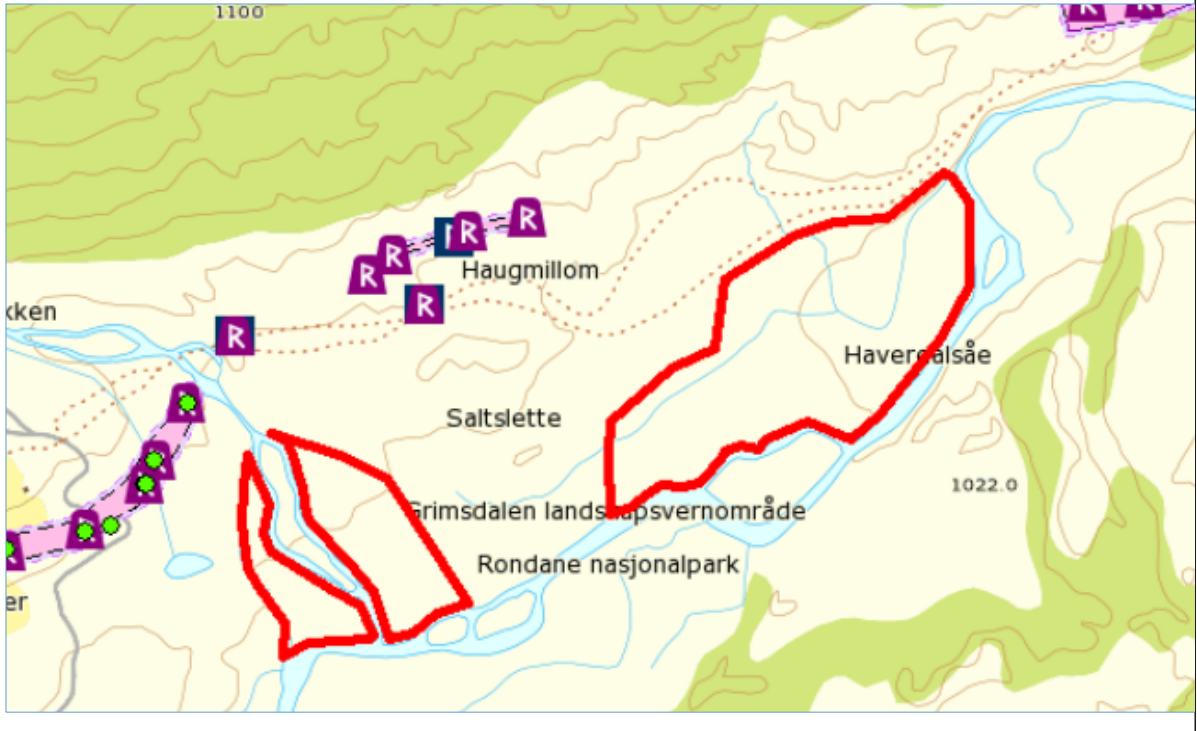 1100
R
R
R
R
R
R
R
Haugmillom
R
kken
R
Haverdalsåe
Saltslette
1022.0
Grimsdalen landskapsvernområde
Rondane nasjonalpark
er